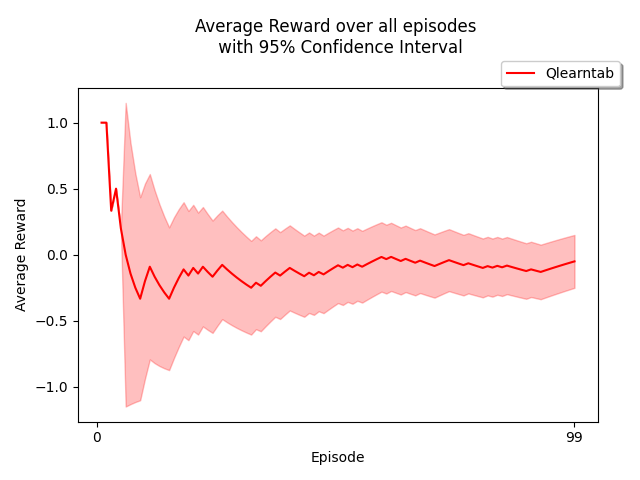 Average Reward over all episodes
with 95% Confidence Interval
Qlearntab
1.0
0.5
0.0
−0.5
−1.0
Average Reward
0
99
Episode